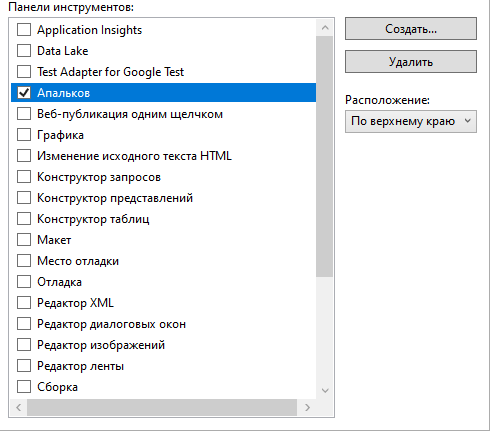 Панели инструментов:
Application Insights
Data Lake
Test Adapter for Google Test
Апальков
Веб-публикация одним щелчком
Графика
Изменение исходного текста HTML
Конструктор запросов
Конструктор представлений
Конструктор таблиц
Макет
Место отладки
Отладка
Редактор XML
Редактор диалоговых окон
Редактор изображений
Редактор ленты
Сборка
Создать...
Удалить
Расположение:
По верхнему краю